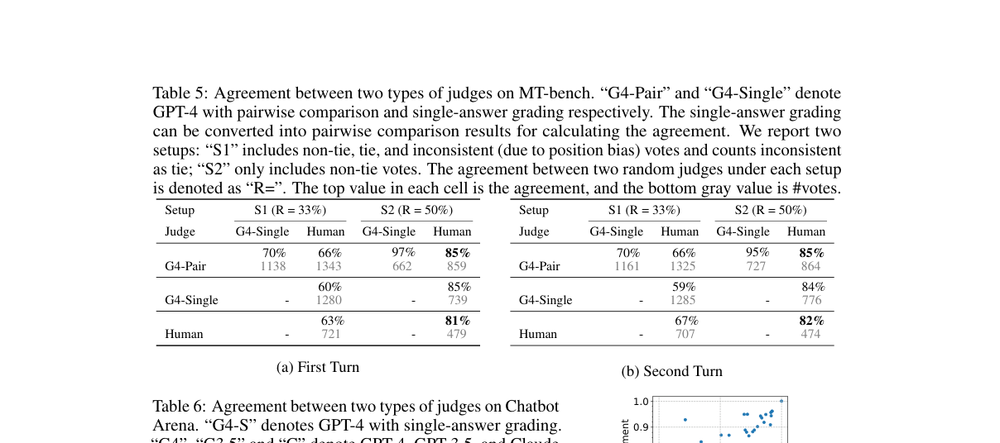 Table 5: Agreement between two types of judges on MT-bench. “G4-Pair” and “G4-Single” denote
GPT-4 with pairwise comparison and single-answer grading respectively. The single-answer grading
can be converted into pairwise comparison results for calculating the agreement. We report two
setups: “S1” includes non-tie, tie, and inconsistent (due to position bias) votes and counts inconsistent
as tie; “S2” only includes non-tie votes. The agreement between two random judges under each setup
is denoted as “R=”. The top value in each cell is the agreement, and the bottom gray value is #votes.
Setup S1 (R = 33%) S2 (R = 50%)
Judge G4-Single Human G4-Single Human
70% 66% 97% 85%
G4-Pair 1138 1343 662 859
60% 85%
G4-Single - 1280 - 739
63% 81%
Human - 721 - 479
(a) First Turn
Setup S1 (R = 33%) S2 (R = 50%)
Judge G4-Single Human G4-Single Human
70% 66% 95% 85%
G4-Pair 1161 1325 727 864
59% 84%
G4-Single - 1285 - 776
67% 82%
Human - 707 - 474
(b) Second Turn
Table 6: Agreement between two types of judges on Chatbot
Arena. “G4-S” denotes GPT-4 with single-answer grading.
“G4”, “G3.5” and “C” denote GPT-4, GPT-3.5, and Claude
1.0
0.9